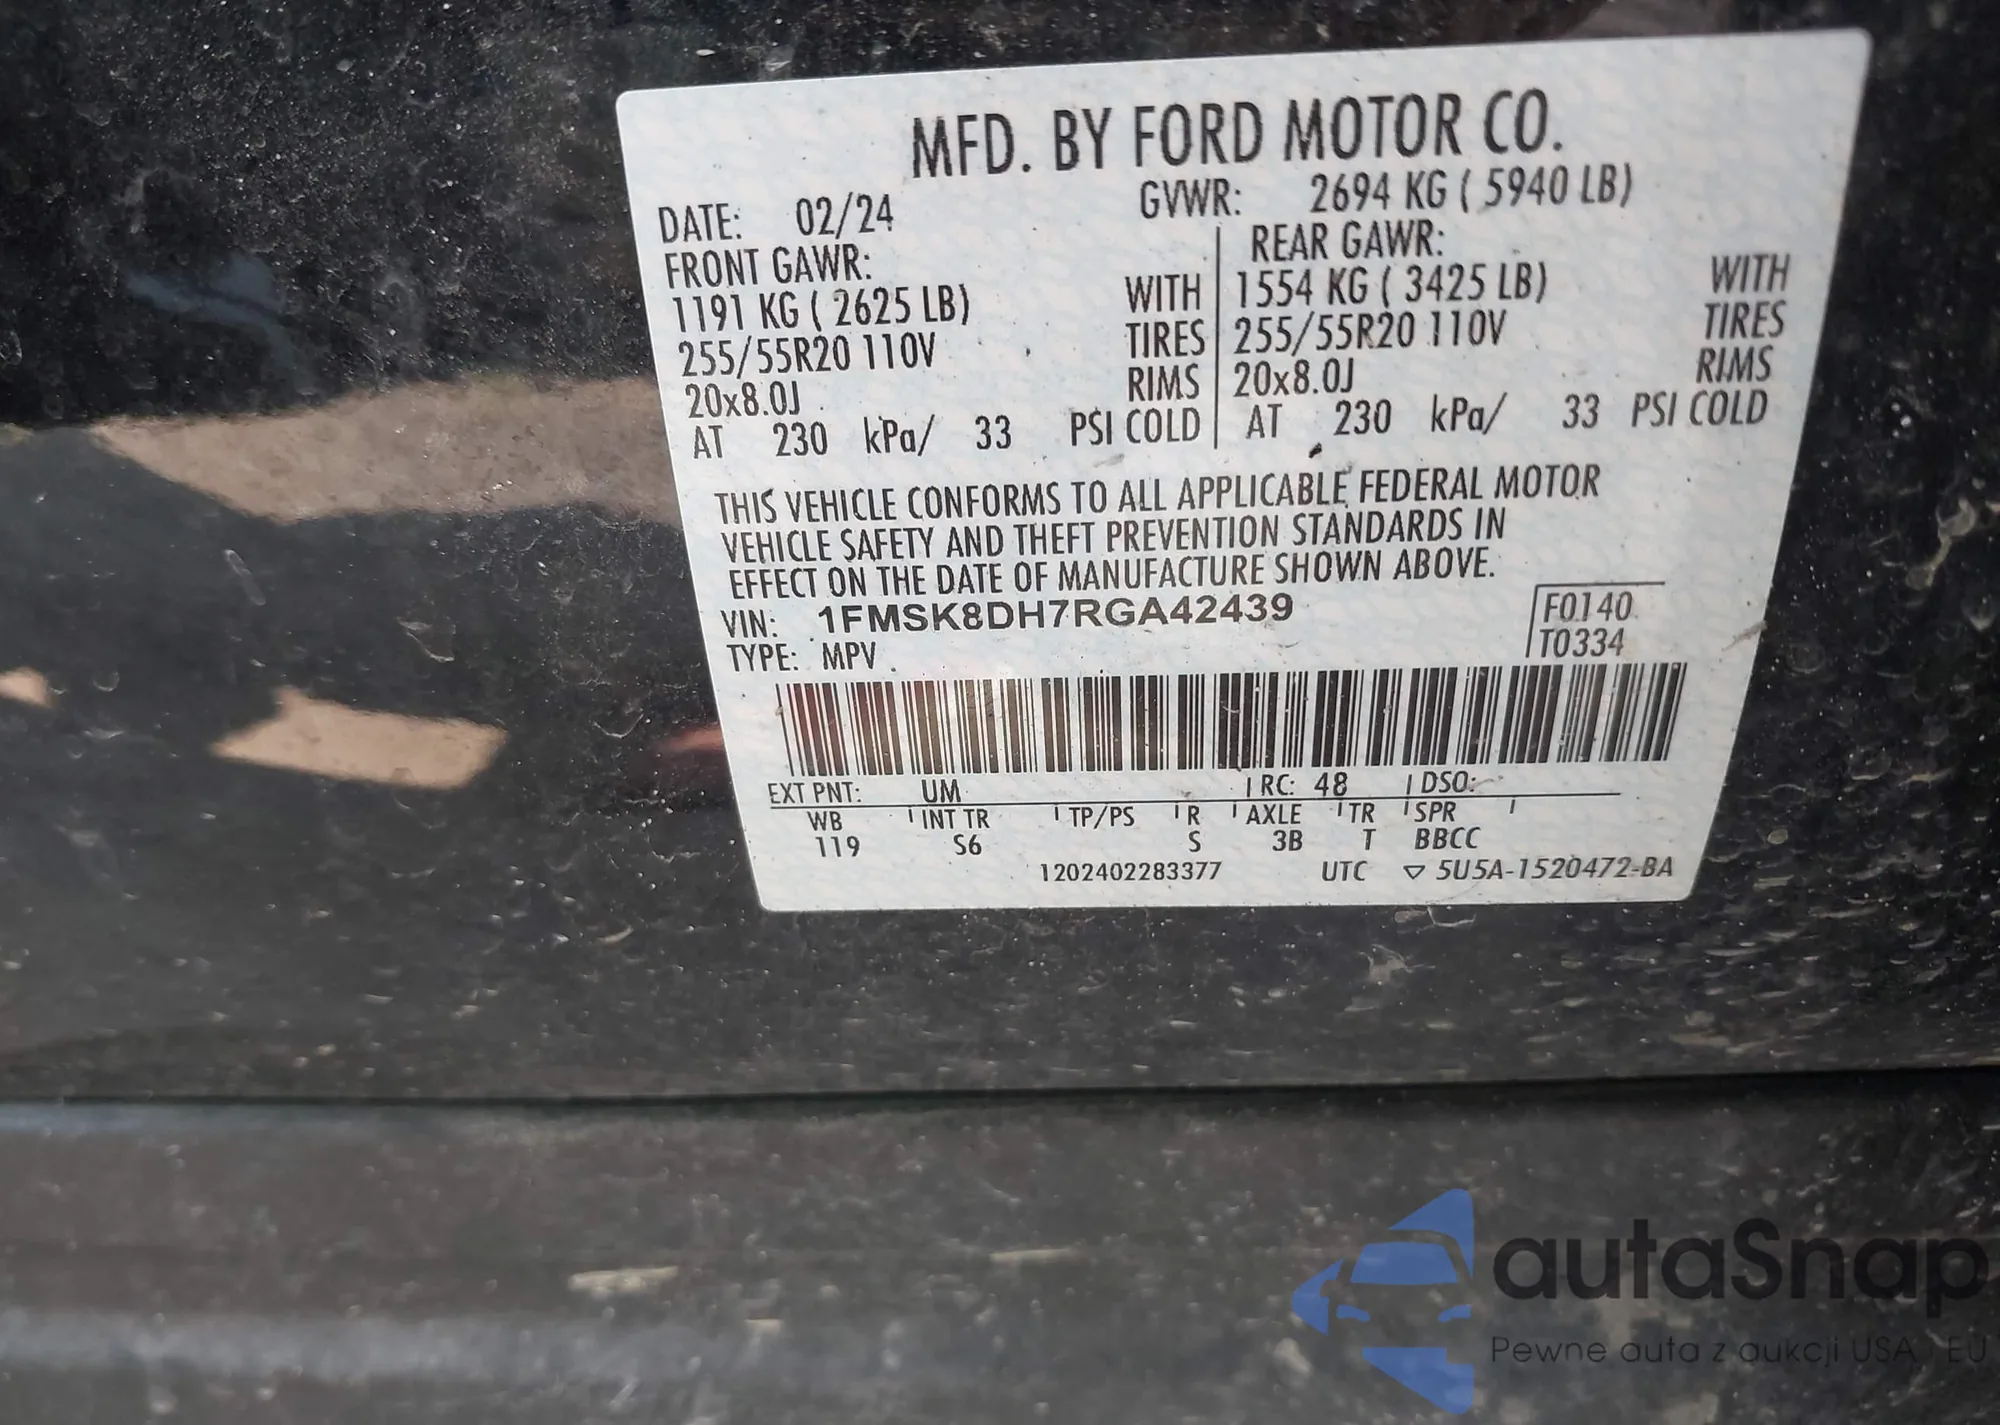 MFD. BY FORD MOTOR CO.
DATE: 02/24 GVWR: 2694 KG ( 5940 LB)
FRONT GAWR: REAR GAWR:
1191 KG ( 2625 LB) WITH 1554 KG ( 3425 LB) WITH
255/55R20 110V TIRES 255/55R20 110V TIRES
20x8.0J RIMS 20x8.0J RIMS
AT 230 kPa/ 33 PSI COLD AT 230 kPa/ 33 PSI COLD
THIS VEHICLE CONFORMS TO ALL APPLICABLE FEDERAL MOTOR
VEHICLE SAFETY AND THEFT PREVENTION STANDARDS IN
EFFECT ON THE DATE OF MANUFACTURE SHOWN ABOVE.
VIN: 1FMSK8DH7RGA42439 F0140
TYPE: MPV T0334
EXT PNT: UM RC: 48 DSO:
WB INT TR TP/PS R AXLE TR SPR
119 S6 S 3B T BBCC
1202402283377 UTC ▽ 5U5A-1520472-BA
autaSnap
Pewne auta z aukcji USA i EU